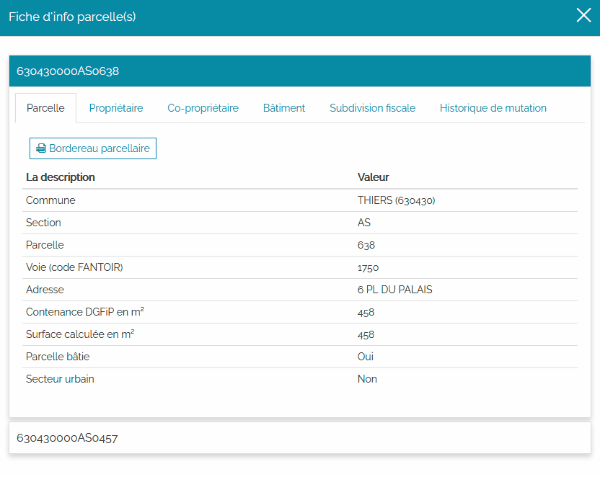 Fiche d'info parcelle(s)
630430000AS0638
Parcelle Propriétaire Co-propriétaire Bâtiment Subdivision fiscale Historique de mutation
Bordereau parcellaire
La description Valeur
Commune THIERS (630430)
Section AS
Parcelle 638
Voie (code FANTOIR) 1750
Adresse 6 PL DU PALAIS
Contenance DGFiP en m² 458
Surface calculée en m² 458
Parcelle bâtie Oui
Secteur urbain Non
630430000AS0457